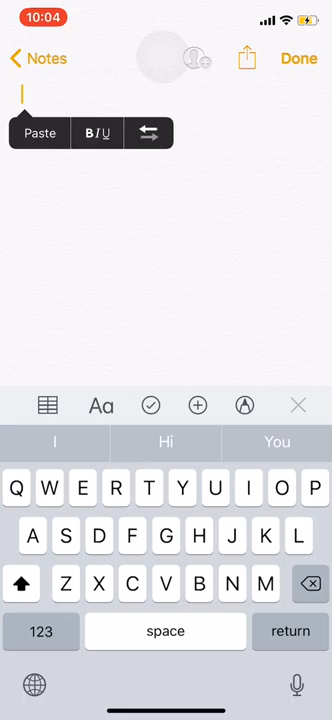 10:04
Notes
Done
Paste
BIU
Aa
I
Hi
You
Q W E R T Y U I O P
A S D F G H J K L
Z X C V B N M
123
space
return